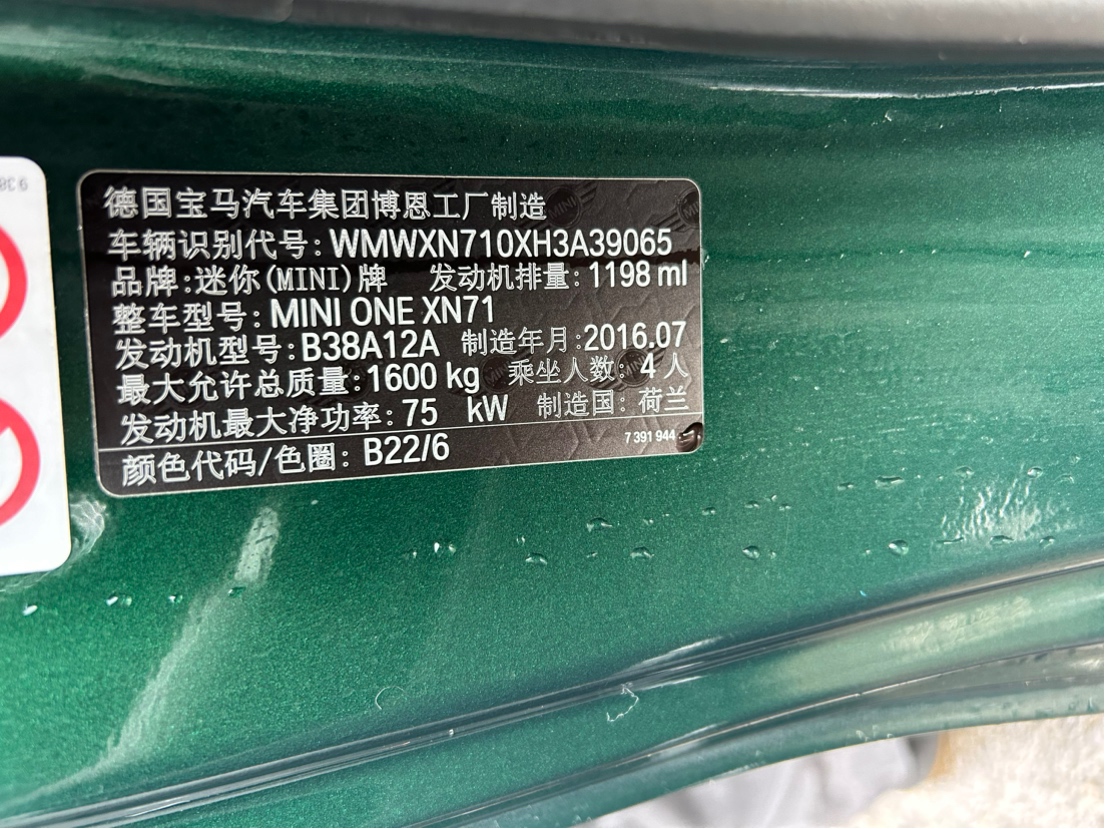 德国宝马汽车集团博恩工厂制造
车辆识别代号: WMWXN710XH3A39065
品牌:迷你(MINI)牌 发动机排量: 1198 ml
整车型号: MINI ONE XN71
发动机型号: B38A12A 制造年月:2016.07
最大允许总质量: 1600 kg 乘坐人数: 4 人
发动机最大净功率: 75 kW 制造国: 荷兰
7 391 944
颜色代码/色圈: B22/6